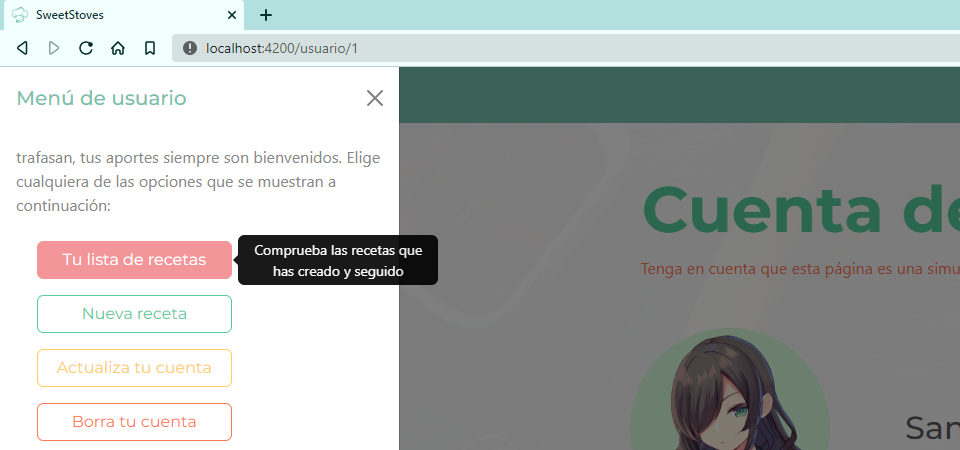 SweetStoves
localhost:4200/usuario/1
Menú de usuario
trafasan, tus aportes siempre son bienvenidos. Elige
cualquiera de las opciones que se muestran a
continuación:
Tu lista de recetas
Comprueba las recetas que
has creado y seguido
Nueva receta
Actualiza tu cuenta
Borra tu cuenta
Cuenta de
Tenga en cuenta que esta página es una simu
San